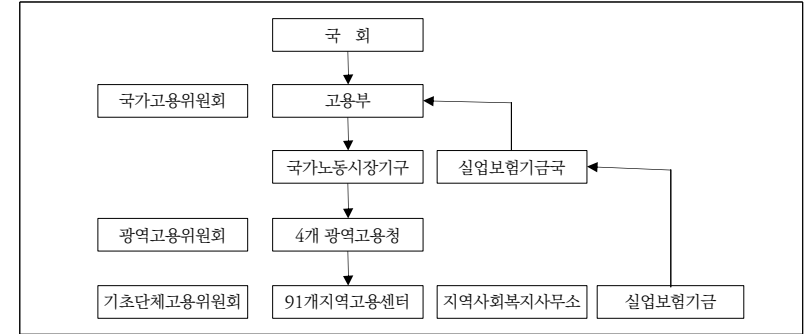 국 회
국가고용위원회 고용부
국가노동시장기구 실업보험기금국
광역고용위원회 4개 광역고용청
기초단체고용위원회 91개지역고용센터 지역사회복지사무소 실업보험기금